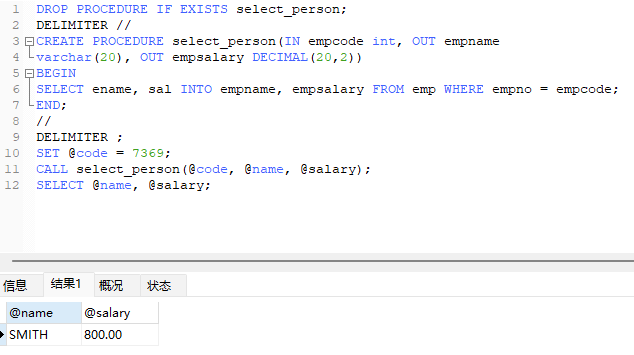 1 DROP PROCEDURE IF EXISTS select_person;
2 DELIMITER //
3 CREATE PROCEDURE select_person(IN empcode int, OUT empname
4 varchar(20), OUT empsalary DECIMAL(20,2))
5 BEGIN
6 SELECT ename, sal INTO empname, empsalary FROM emp WHERE empno = empcode;
7 END;
8 //
9 DELIMITER ;
10 SET @code = 7369;
11 CALL select_person(@code, @name, @salary);
12 SELECT @name, @salary;
信息 结果1 概况 状态
@name @salary
SMITH 800.00